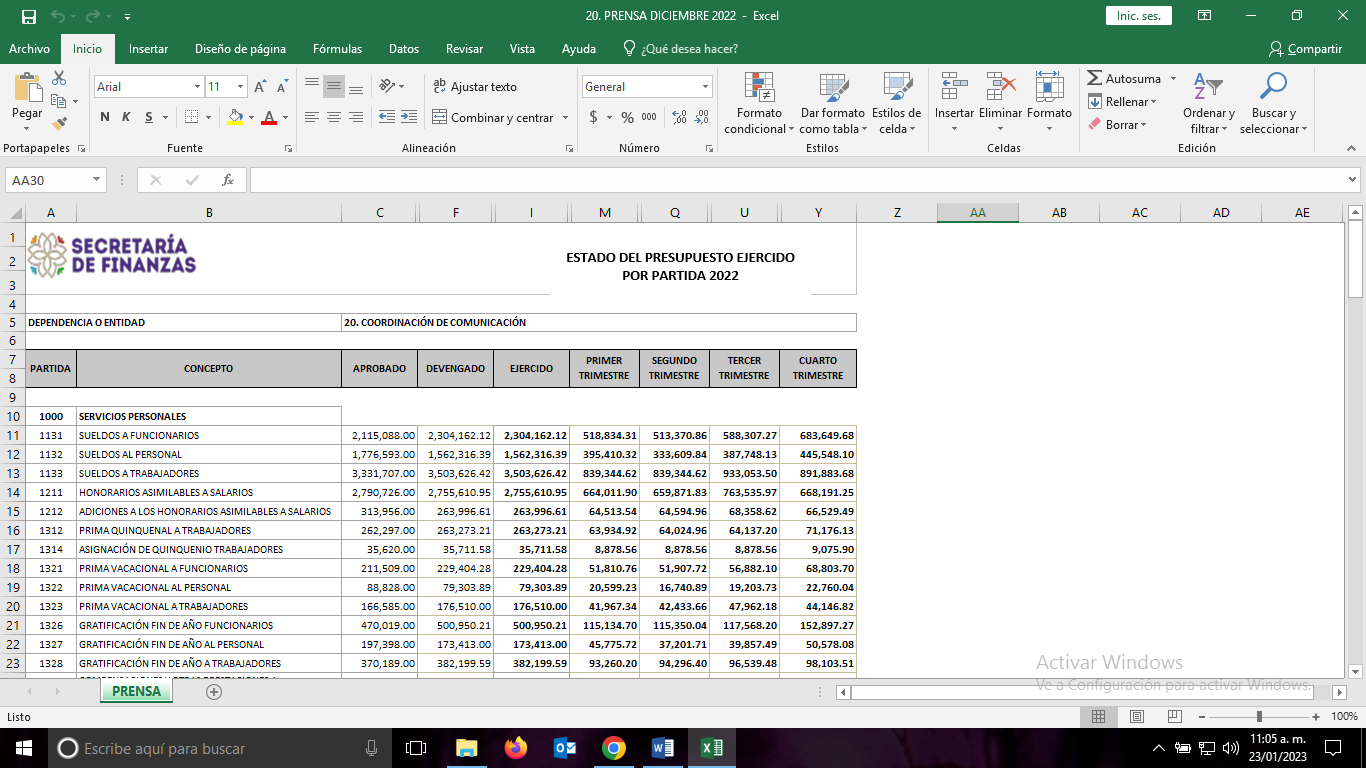 20. PRENSA DICIEMBRE 2022 - Excel
Inic. ses.
Archivo Inicio Insertar Diseño de página Fórmulas Datos Revisar Vista Ayuda ¿Qué desea hacer? Compartir
Pegar
Portapapeles
Arial 11
N K S
Fuente
Ajustar texto
Combinar y centrar
Alineación
General
$ % 000
Número
Formato condicional
Dar formato como tabla
Estilos de celda
Estilos
Insertar Eliminar Formato
Celdas
Autosuma
Rellenar
Borrar
Ordenar y filtrar
Buscar y seleccionar
Edición
AA30 fx
A B C F I M Q U Y Z AA AB AC AD AE
SECRETARÍA
DE FINANZAS
ESTADO DEL PRESUPUESTO EJERCIDO
POR PARTIDA 2022
1
2
3
4
5 DEPENDENCIA O ENTIDAD 20. COORDINACIÓN DE COMUNICACIÓN
6
7
8
PARTIDA CONCEPTO APROBADO DEVENGADO EJERCIDO PRIMER TRIMESTRE SEGUNDO TRIMESTRE TERCER TRIMESTRE CUARTO TRIMESTRE
9
10 1000 SERVICIOS PERSONALES
11 1131 SUELDOS A FUNCIONARIOS 2,115,088.00 2,304,162.12 2,304,162.12 518,834.31 513,370.86 588,307.27 683,649.68
12 1132 SUELDOS AL PERSONAL 1,776,593.00 1,562,316.39 1,562,316.39 395,410.32 333,609.84 387,748.13 445,548.10
13 1133 SUELDOS A TRABAJADORES 3,331,707.00 3,503,626.42 3,503,626.42 839,344.62 839,344.62 933,053.50 891,883.68
14 1211 HONORARIOS ASIMILABLES A SALARIOS 2,790,726.00 2,755,610.95 2,755,610.95 664,011.90 659,871.83 763,535.97 668,191.25
15 1212 ADICIONES A LOS HONORARIOS ASIMILABLES A SALARIOS 313,956.00 263,996.61 263,996.61 64,513.54 64,594.96 68,358.62 66,529.49
16 1312 PRIMA QUINQUENAL A TRABAJADORES 262,297.00 263,273.21 263,273.21 63,934.92 64,024.96 64,137.20 71,176.13
17 1314 ASIGNACIÓN DE QUINQUENIO TRABAJADORES 35,620.00 35,711.58 35,711.58 8,878.56 8,878.56 8,878.56 9,075.90
18 1321 PRIMA VACACIONAL A FUNCIONARIOS 211,509.00 229,404.28 229,404.28 51,810.76 51,907.72 56,882.10 68,803.70
19 1322 PRIMA VACACIONAL AL PERSONAL 88,828.00 79,303.89 79,303.89 20,599.23 16,740.89 19,203.73 22,760.04
20 1323 PRIMA VACACIONAL A TRABAJADORES 166,585.00 176,510.00 176,510.00 41,967.34 42,433.66 47,962.18 44,146.82
21 1326 GRATIFICACIÓN FIN DE AÑO FUNCIONARIOS 470,019.00 500,950.21 500,950.21 115,134.70 115,350.04 117,568.20 152,897.27
22 1327 GRATIFICACIÓN FIN DE AÑO AL PERSONAL 197,398.00 173,413.00 173,413.00 45,775.72 37,201.71 39,857.49 50,578.08
23 1328 GRATIFICACIÓN FIN DE AÑO A TRABAJADORES 370,189.00 382,199.59 382,199.59 93,260.20 94,296.40 96,539.48 98,103.51
Activar Windows
Ve a Configuración para activar Windows.
PRENSA
Listo 100%
Escribe aquí para buscar
11:05 a. m.
23/01/2023